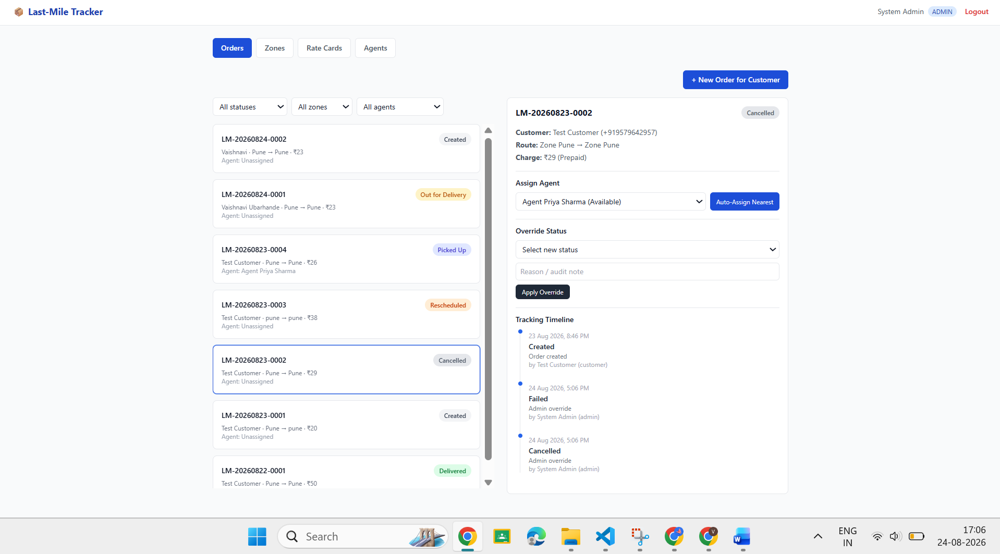 Last-Mile Tracker
System Admin ADMIN Logout
Orders Zones Rate Cards Agents
+ New Order for Customer
All statuses All zones All agents
LM-20260824-0002 Created
Vaishnavi · Pune → Pune · ₹23
Agent: Unassigned
LM-20260824-0001 Out for Delivery
Vaishnavi Ubarhande · Pune → Pune · ₹23
Agent: Unassigned
LM-20260823-0004 Picked Up
Test Customer · Pune → Pune · ₹26
Agent: Agent Priya Sharma
LM-20260823-0003 Rescheduled
Test Customer · pune → pune · ₹38
Agent: Unassigned
LM-20260823-0002 Cancelled
Test Customer · Pune → Pune · ₹29
Agent: Unassigned
LM-20260823-0001 Created
Test Customer · Pune → pune · ₹20
Agent: Unassigned
LM-20260822-0001 Delivered
Test Customer · Pune → Pune · ₹50
LM-20260823-0002 Cancelled
Customer: Test Customer (+919579642957)
Route: Zone Pune → Zone Pune
Charge: ₹29 (Prepaid)
Assign Agent
Agent Priya Sharma (Available) Auto-Assign Nearest
Override Status
Select new status
Reason / audit note
Apply Override
Tracking Timeline
23 Aug 2026, 8:46 PM
Created
Order created
by Test Customer (customer)
24 Aug 2026, 5:06 PM
Failed
Admin override
by System Admin (admin)
24 Aug 2026, 5:06 PM
Cancelled
Admin override
by System Admin (admin)
Search
V
W
ENG
IN
17:06
24-08-2026